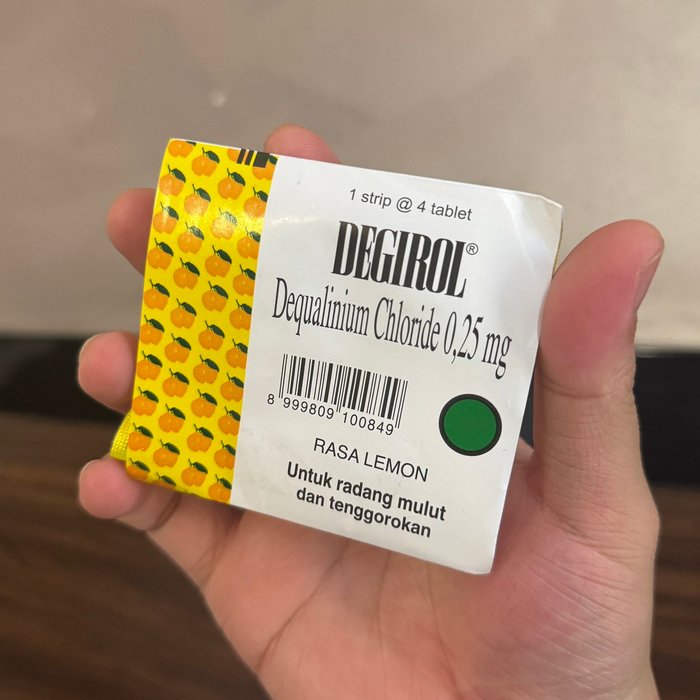 1 strip @ 4 tablet
DEGIROL®
Dequalinium Chloride 0,25 mg
8 999809 100849
RASA LEMON
Untuk radang mulut
dan tenggorokan